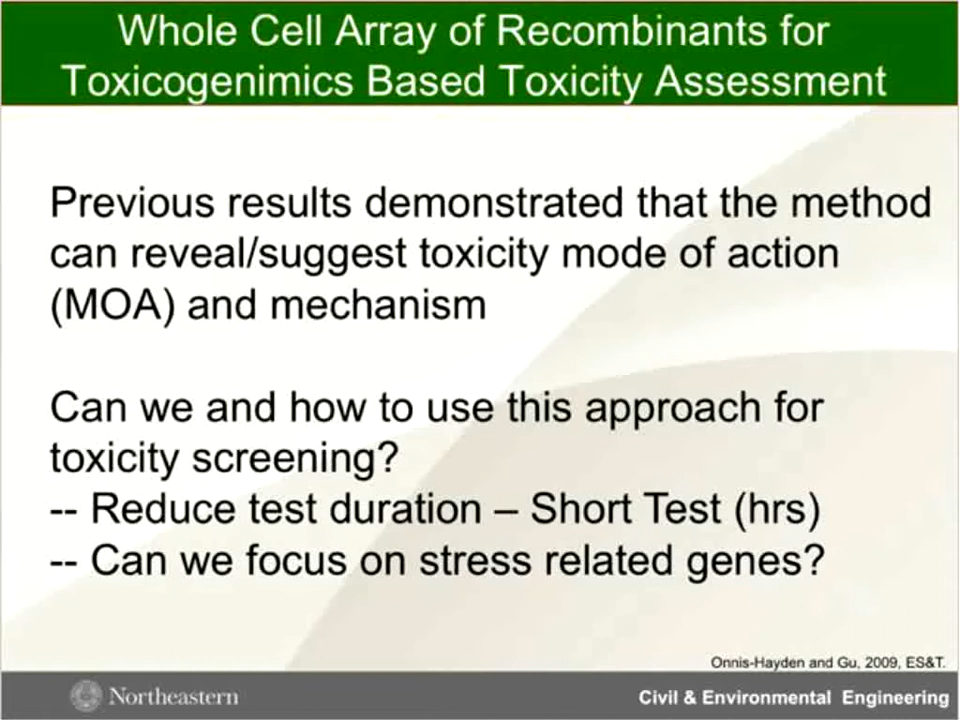 Whole Cell Array of Recombinants for
Toxicogenimics Based Toxicity Assessment
Previous results demonstrated that the method
can reveal/suggest toxicity mode of action
(MOA) and mechanism
Can we and how to use this approach for
toxicity screening?
-- Reduce test duration – Short Test (hrs)
-- Can we focus on stress related genes?
Onnis-Hayden and Gu, 2009, ES&T.
Northeastern
Civil & Environmental Engineering